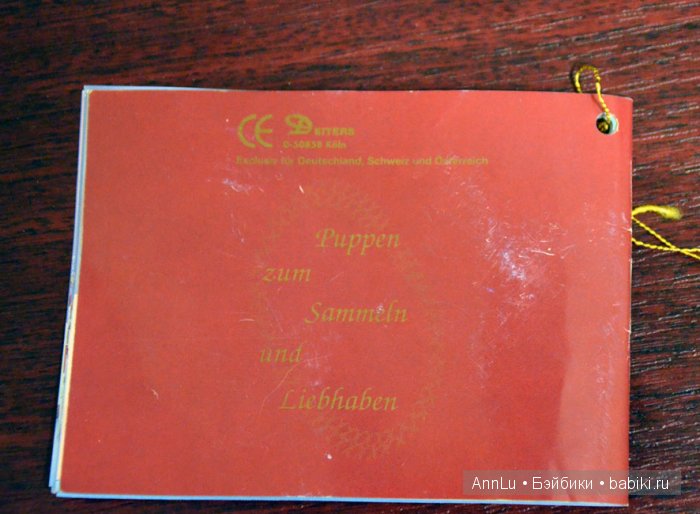 CE DEITERS
D-50858 Köln
Exclusiv für Deutschland, Schweiz und Österreich
Puppen
zum
Sammeln
und
Liebhaben
AnnLu • Бэйбики • babiki.ru